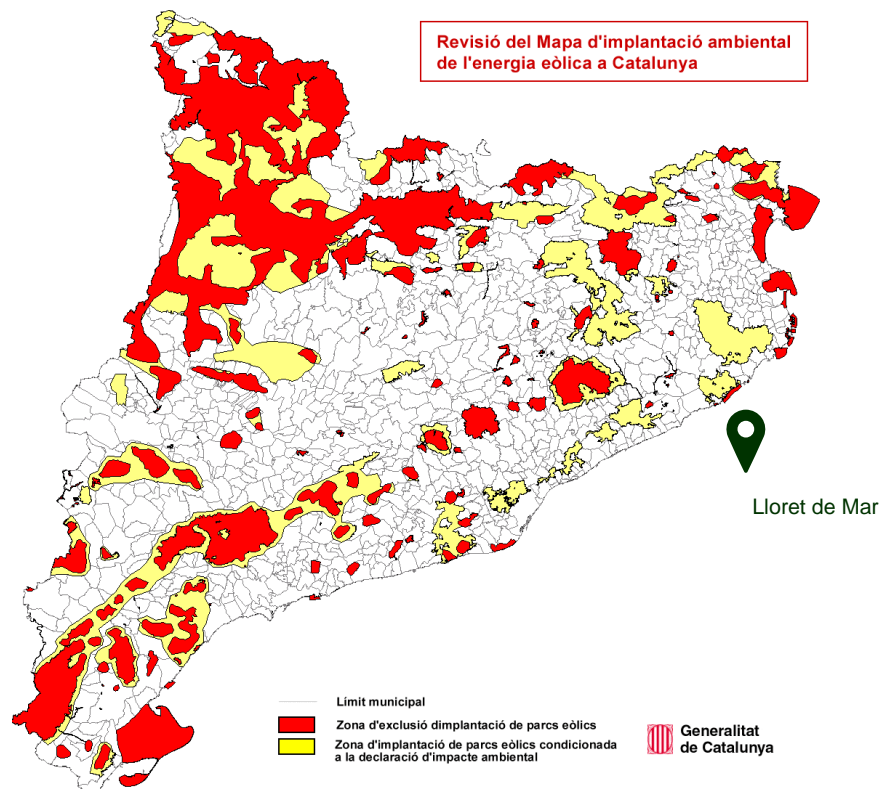 Revisió del Mapa d'implantació ambiental
de l'energia eòlica a Catalunya
Lloret de Mar
Límit municipal
Zona d'exclusió dimplantació de parcs eòlics
Zona d'implantació de parcs eòlics condicionada
a la declaració d'impacte ambiental
Generalitat
de Catalunya